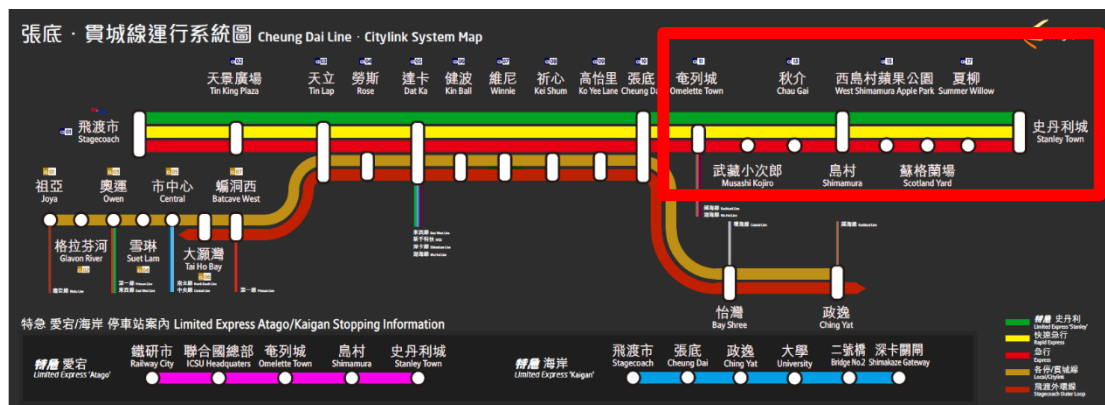 張底 · 貫城線運行系統圖 Cheung Dai Line · Citylink System Map
天景廣場
Tin King Plaza
天立
Tin Lap
勞斯
Rose
達卡
Dat Ka
健波
Kin Ball
維尼
Winnie
祈心
Kei Shum
高怡里
Ko Yee Lane
張底
奄列城
Omelette Town
秋介
Chau Gai
西島村蘋果公園
West Shimamura Apple Park
夏柳
Summer Willow
飛渡市
Stagecoach
史丹利城
Stanley Town
武藏小次郎
Musashi Kojiro
島村
Shimamura
蘇格蘭場
Scotland Yard
祖亞
Joya
奧運
Owen
市中心
Central
蝙洞西
Batcave West
格拉芬河
Glavon River
雪琳
Suet Lam
大灝灣
Tai Ho Bay
怡灣
Bay Shree
政逸
Ching Yat
特急 愛宕/海岸 停車站案內 Limited Express Atago/Kaigan Stopping Information
特急 愛宕
Limited Express 'Atago'
鐵研市
Railway City
聯合國總部
ICSU Headquaters
奄列城
Omelette Town
島村
Shimamura
史丹利城
Stanley Town
特急 海岸
Limited Express 'Kaigan'
飛渡市
Stagecoach
張底
Cheung Dai
政逸
Ching Yat
大學
University
二號橋
Bridge No.2
深卡關閘
Shimakaze Gateway
特急 史丹利
Limited Express 'Stanley'
快速急行
Rapid Express
急行
Express
各停/貫城線
Local/Citylink
飛渡外環線
Stagecoach Outer Loop